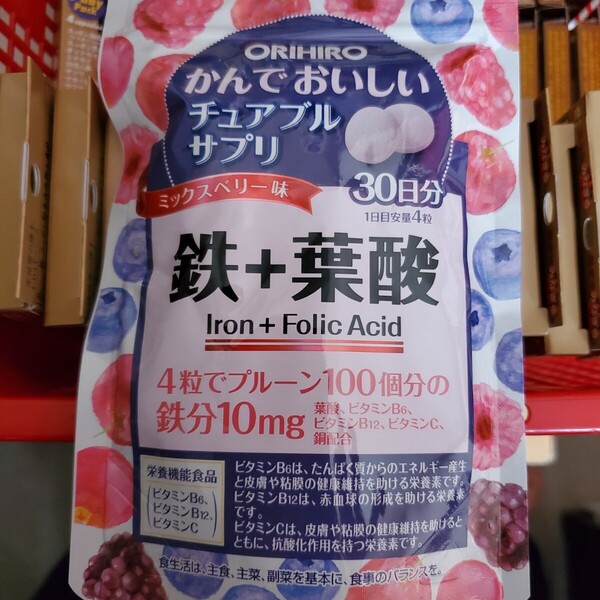 ORIHIRO
かんでおいしい
チュアブル
サプリ
ミックスベリー味
30日分
1日目安量4粒
鉄+葉酸
Iron + Folic Acid
4粒でプルーン100個分の
鉄分10mg
葉酸、ビタミンB6、
ビタミンB12、ビタミンC、
銅配合
栄養機能食品
ビタミンB6、
ビタミンB12、
ビタミンC
ビタミンB6は、たんぱく質からのエネルギー産生
と皮膚や粘膜の健康維持を助ける栄養素です。
ビタミンB12は、赤血球の形成を助ける栄養素
です。
ビタミンCは、皮膚や粘膜の健康維持を助けると
ともに、抗酸化作用を持つ栄養素です。
食生活は、主食、主菜、副菜を基本に、食事のバランスを。